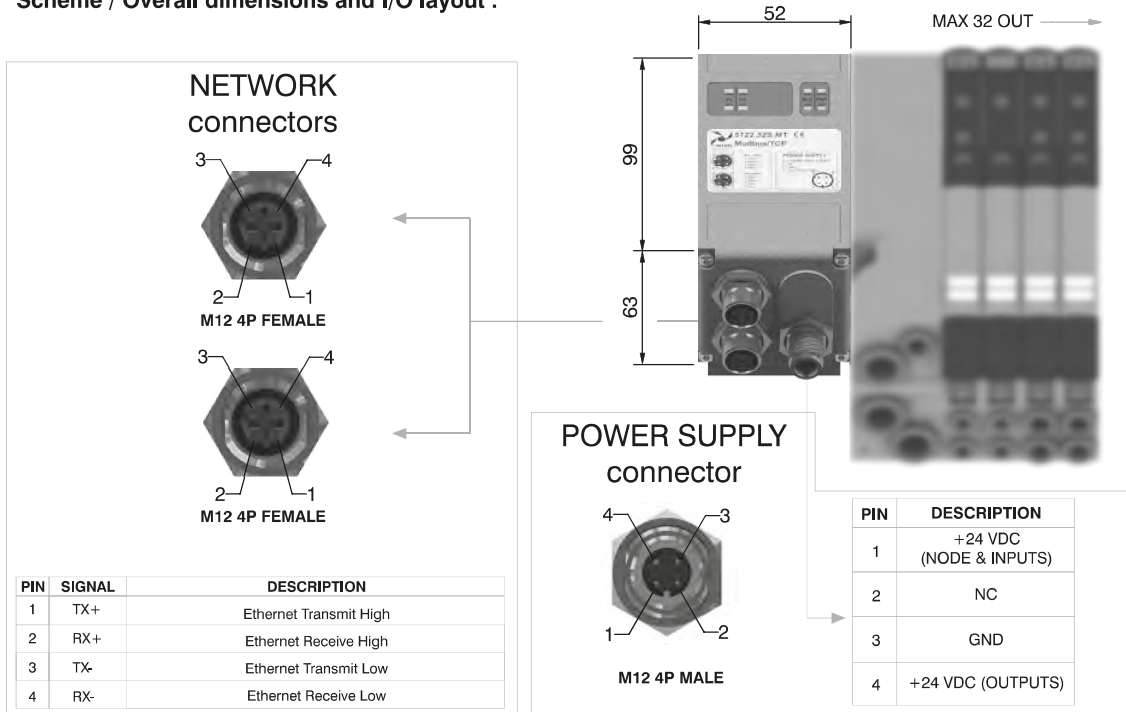 Scheme / Overall dimensions and I/O layout :
52
MAX 32 OUT
99
63
5722.32S.MT CE
Modbus/TCP
NETWORK
connectors
3
4
2
1
M12 4P FEMALE
3
4
2
1
M12 4P FEMALE
PIN SIGNAL DESCRIPTION
1 TX+ Ethernet Transmit High
2 RX+ Ethernet Receive High
3 TX- Ethernet Transmit Low
4 RX- Ethernet Receive Low
POWER SUPPLY
connector
4
3
1
2
M12 4P MALE
PIN DESCRIPTION
1 +24 VDC
(NODE & INPUTS)
2 NC
3 GND
4 +24 VDC (OUTPUTS)